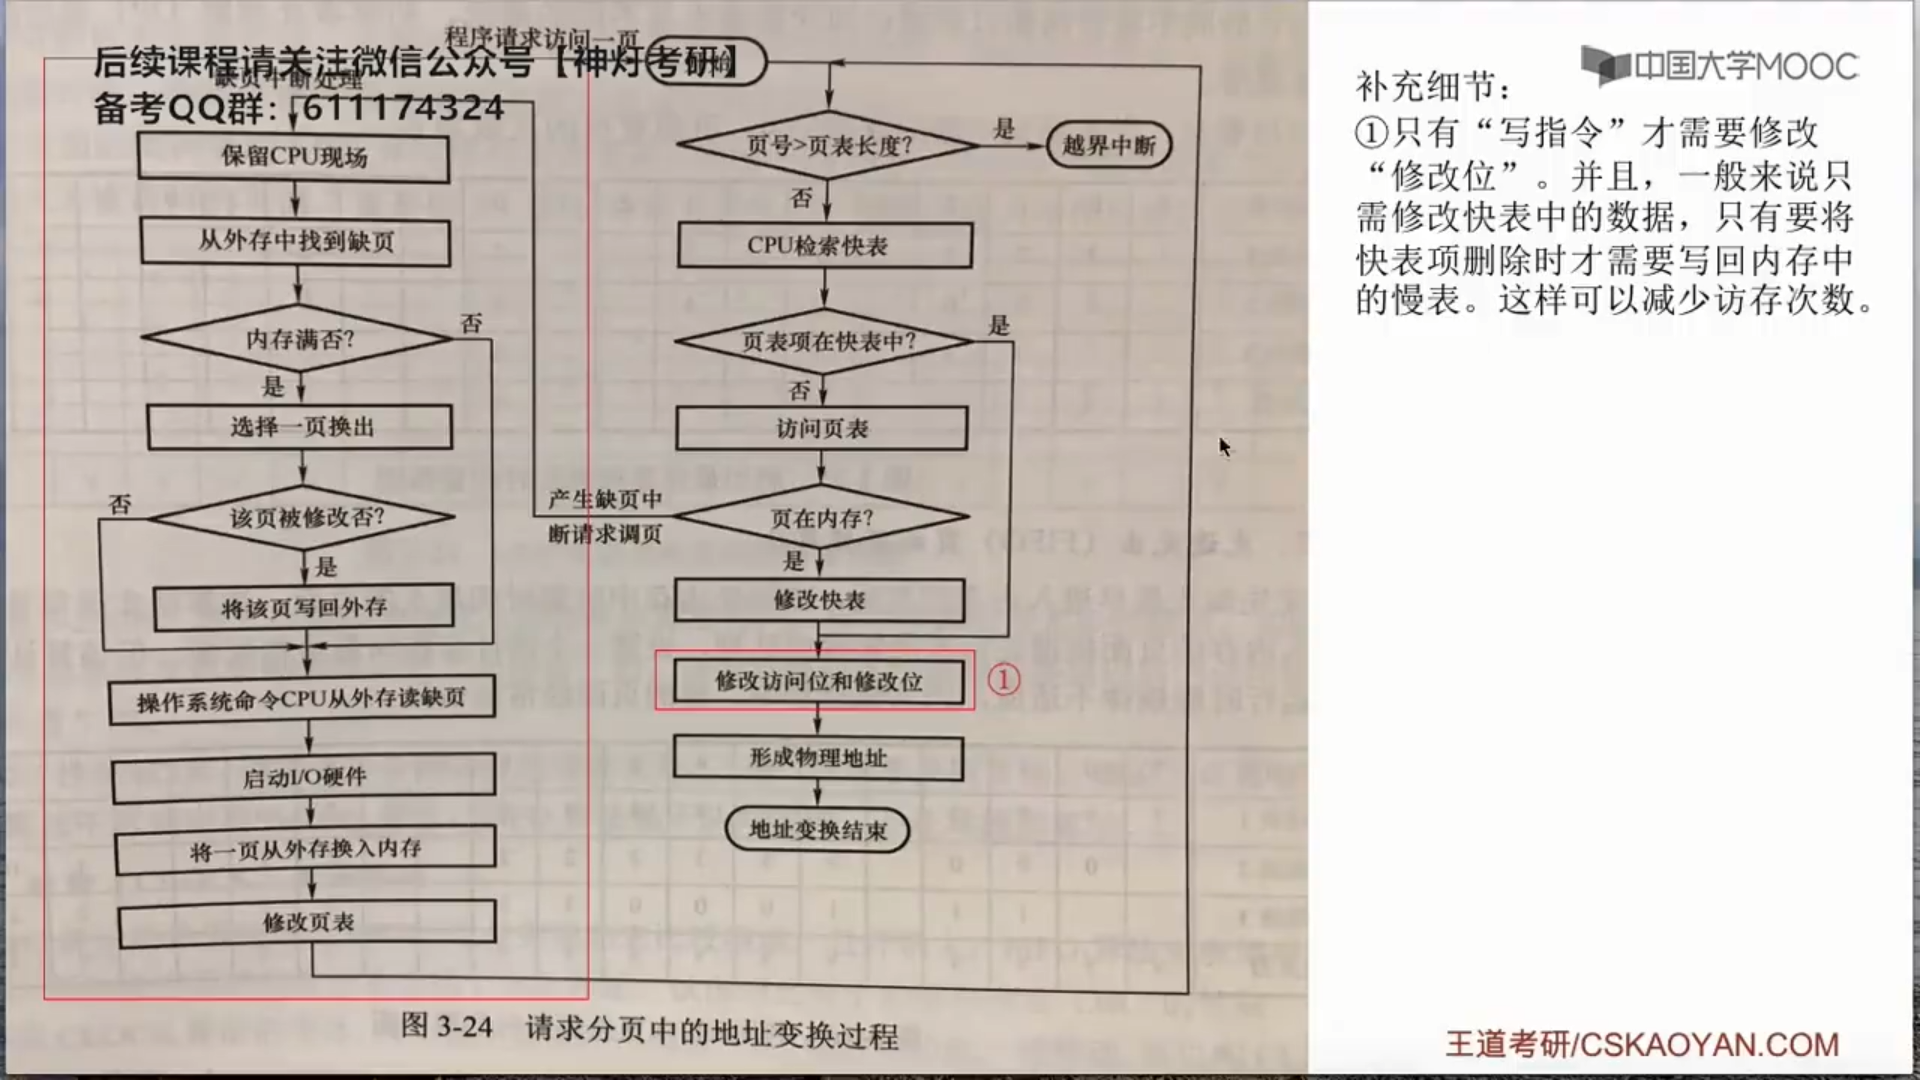 程序请求访问一页
后续课程请关注微信公众号【神灯考研】
缺页中断处理
备考QQ群：611174324
保留CPU现场
从外存中找到缺页
内存满否？
否
是
选择一页换出
否
该页被修改否？
是
将该页写回外存
操作系统命令CPU从外存读缺页
启动I/O硬件
将一页从外存换入内存
修改页表
页号>页表长度？
是
越界中断
否
CPU检索快表
页表项在快表中？
是
否
访问页表
产生缺页中
断请求调页
页在内存？
是
修改快表
修改访问位和修改位
①
形成物理地址
地址变换结束
图 3-24 请求分页中的地址变换过程
中国大学MOOC
补充细节：
①只有“写指令”才需要修改
“修改位”。并且，一般来说只
需修改快表中的数据，只有要将
快表项删除时才需要写回内存中
的慢表。这样可以减少访存次数。
王道考研/CSKAOYAN.COM